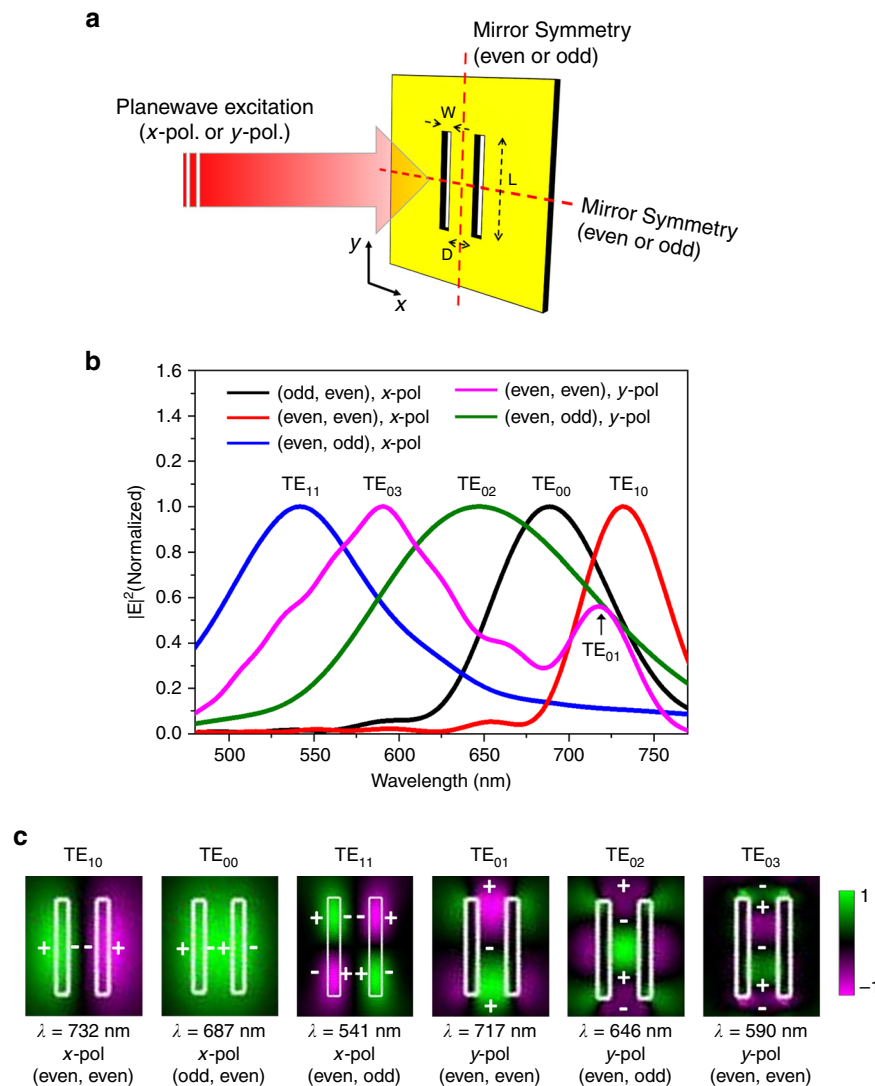 a
Mirror Symmetry
(even or odd)
Planewave excitation
(x-pol. or y-pol.)
W
L
Mirror Symmetry
(even or odd)
D
y
x
b
1.6
1.4
1.2
1.0
0.8
0.6
0.4
0.2
0.0
|E|²(Normalized)
(odd, even), x-pol
(even, even), x-pol
(even, odd), x-pol
(even, even), y-pol
(even, odd), y-pol
TE₁₁ TE₀₃ TE₀₂ TE₀₀ TE₁₀
TE₀₁
500 550 600 650 700 750
Wavelength (nm)
c
TE₁₀ TE₀₀ TE₁₁ TE₀₁ TE₀₂ TE₀₃
+ - - +
+ - + -
+ - - +
- + + -
+
-
+
-
-
+
-
-
+
-
+
-
1
–1
λ = 732 nm
x-pol
(even, even)
λ = 687 nm
x-pol
(odd, even)
λ = 541 nm
x-pol
(even, odd)
λ = 717 nm
y-pol
(even, even)
λ = 646 nm
y-pol
(even, odd)
λ = 590 nm
y-pol
(even, even)